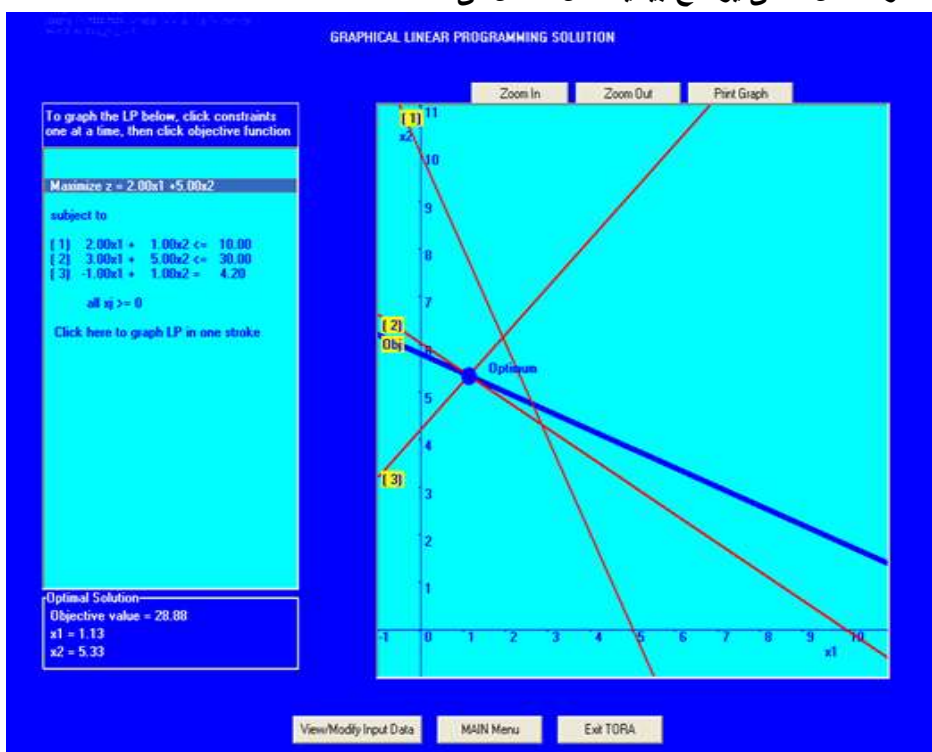 GRAPHICAL LINEAR PROGRAMMING SOLUTION
Zoom In Zoom Out Print Graph
To graph the LP below, click constraints
one at a time, then click objective function
Maximize z = 2.00x1 +5.00x2
subject to
( 1) 2.00x1 + 1.00x2 <= 10.00
( 2) 3.00x1 + 5.00x2 <= 30.00
( 3) -1.00x1 + 1.00x2 = 4.20
all xj >= 0
Click here to graph LP in one stroke
Optimal Solution
Objective value = 28.88
x1 = 1.13
x2 = 5.33
( 1) 11
x2
10
9
8
7
( 2)
Obj 6
Optimum
5
4
( 3)
3
2
1
-1 0 1 2 3 4 5 6 7 8 9 10
x1
View/Modify Input Data MAIN Menu Exit TORA